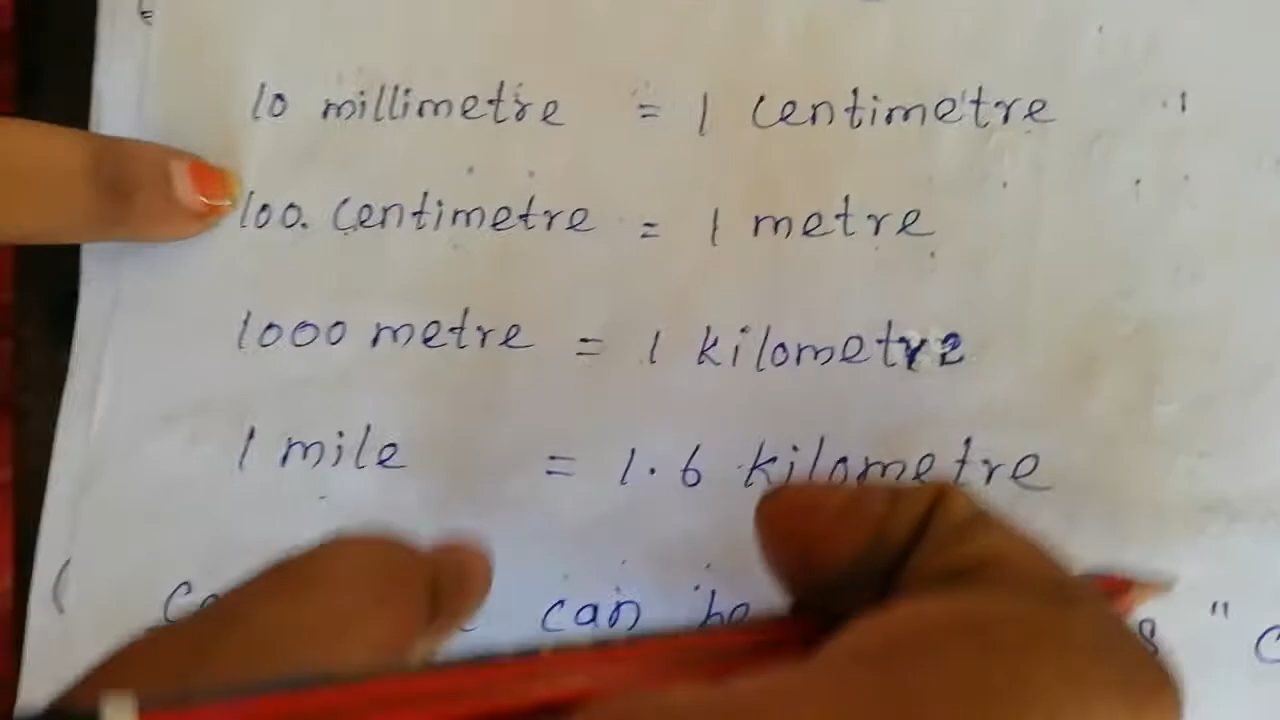 10 millimetre = 1 centimetre
100. centimetre = 1 metre
1000 metre = 1 kilometre
1 mile = 1.6 kilometre
can